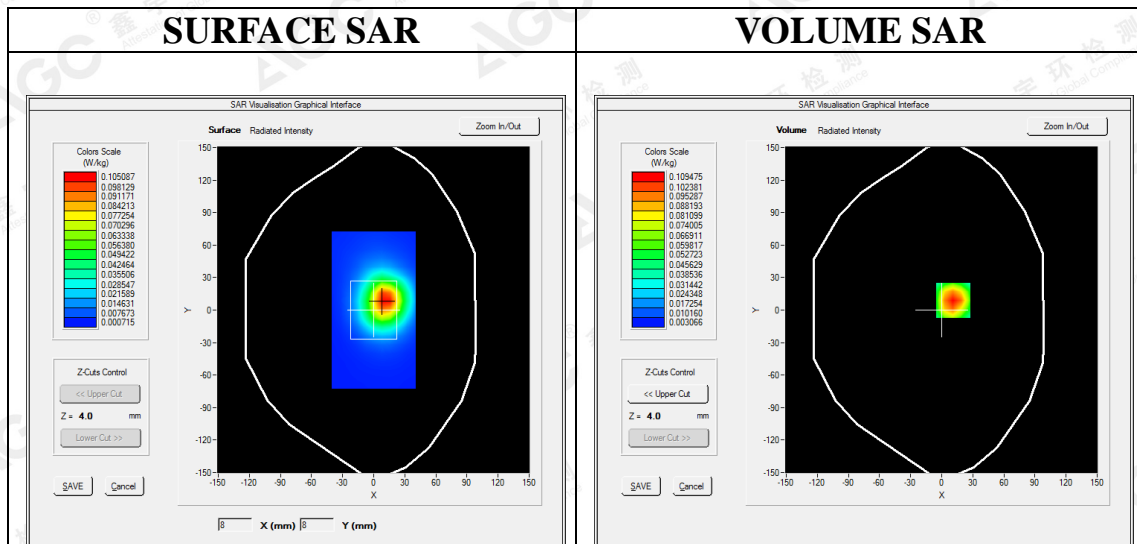 SURFACE SAR
VOLUME SAR
SAR Visualisation Graphical Interface
Surface Radiated Intensity
Zoom In/Out
Colors Scale
(W/kg)
0.105087
0.098129
0.091171
0.084213
0.077254
0.070296
0.063338
0.056380
0.049422
0.042464
0.035506
0.028547
0.021589
0.014631
0.007673
0.000715
150
120
90
60
30
0
-30
-60
-90
-120
-150
Y
-150 -120 -90 -60 -30 0 30 60 90 120 150
X
Z-Cuts Control
<< Upper Cut
Z = 4.0 mm
Lower Cut >>
SAVE Cancel
8 X (mm) 8 Y (mm)
SAR Visualisation Graphical Interface
Volume Radiated Intensity
Zoom In/Out
Colors Scale
(W/kg)
0.109475
0.102381
0.095287
0.088193
0.081099
0.074005
0.066911
0.059817
0.052723
0.045629
0.038536
0.031442
0.024348
0.017254
0.010160
0.003066
150
120
90
60
30
0
-30
-60
-90
-120
-150
Y
-150 -120 -90 -60 -30 0 30 60 90 120 150
X
Z-Cuts Control
<< Upper Cut
Z = 4.0 mm
Lower Cut >>
SAVE Cancel
AGC